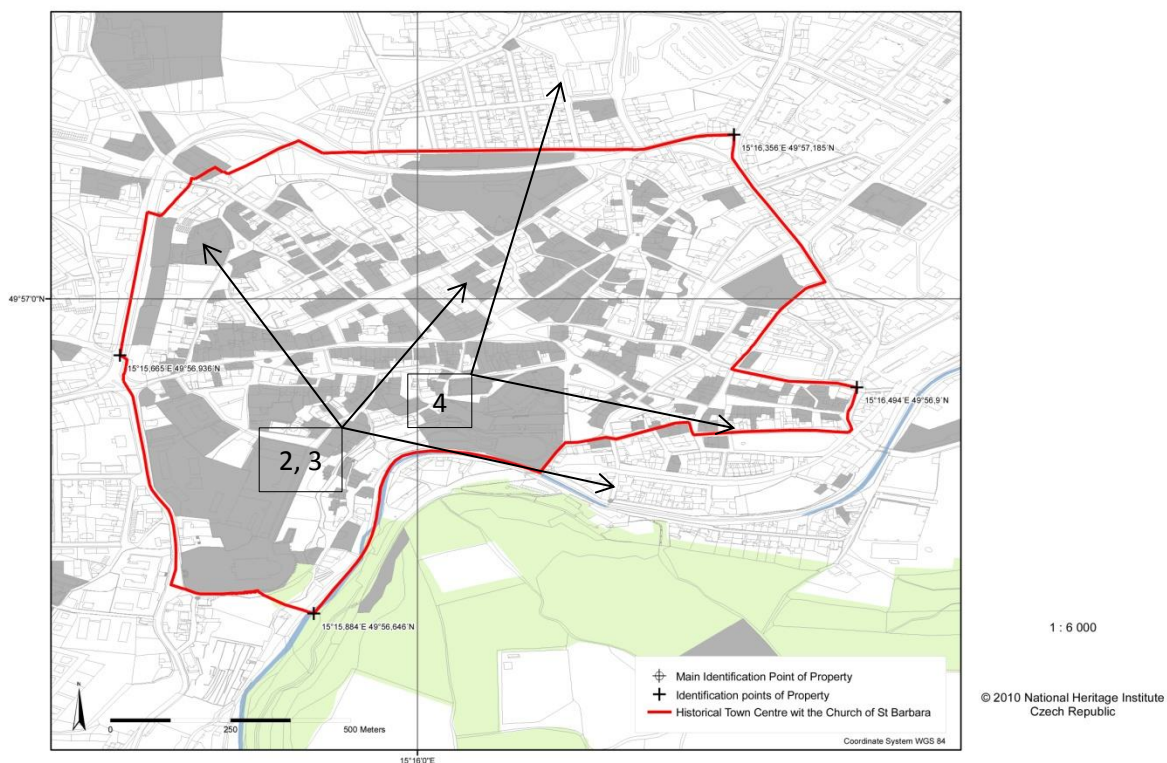 15°16,356´E 49°57,185´N
49°57'0"N
15°15,665´E 49°56,936´N
4
15°16,494´E 49°56,9´N
2, 3
15°15,884´E 49°56,646´N
1 : 6 000
Main Identification Point of Property
Identification points of Property
Historical Town Centre wit the Church of St Barbara
© 2010 National Heritage Institute
Czech Republic
N
0 250 500 Meters
Coordinate System WGS 84
15°16'0"E